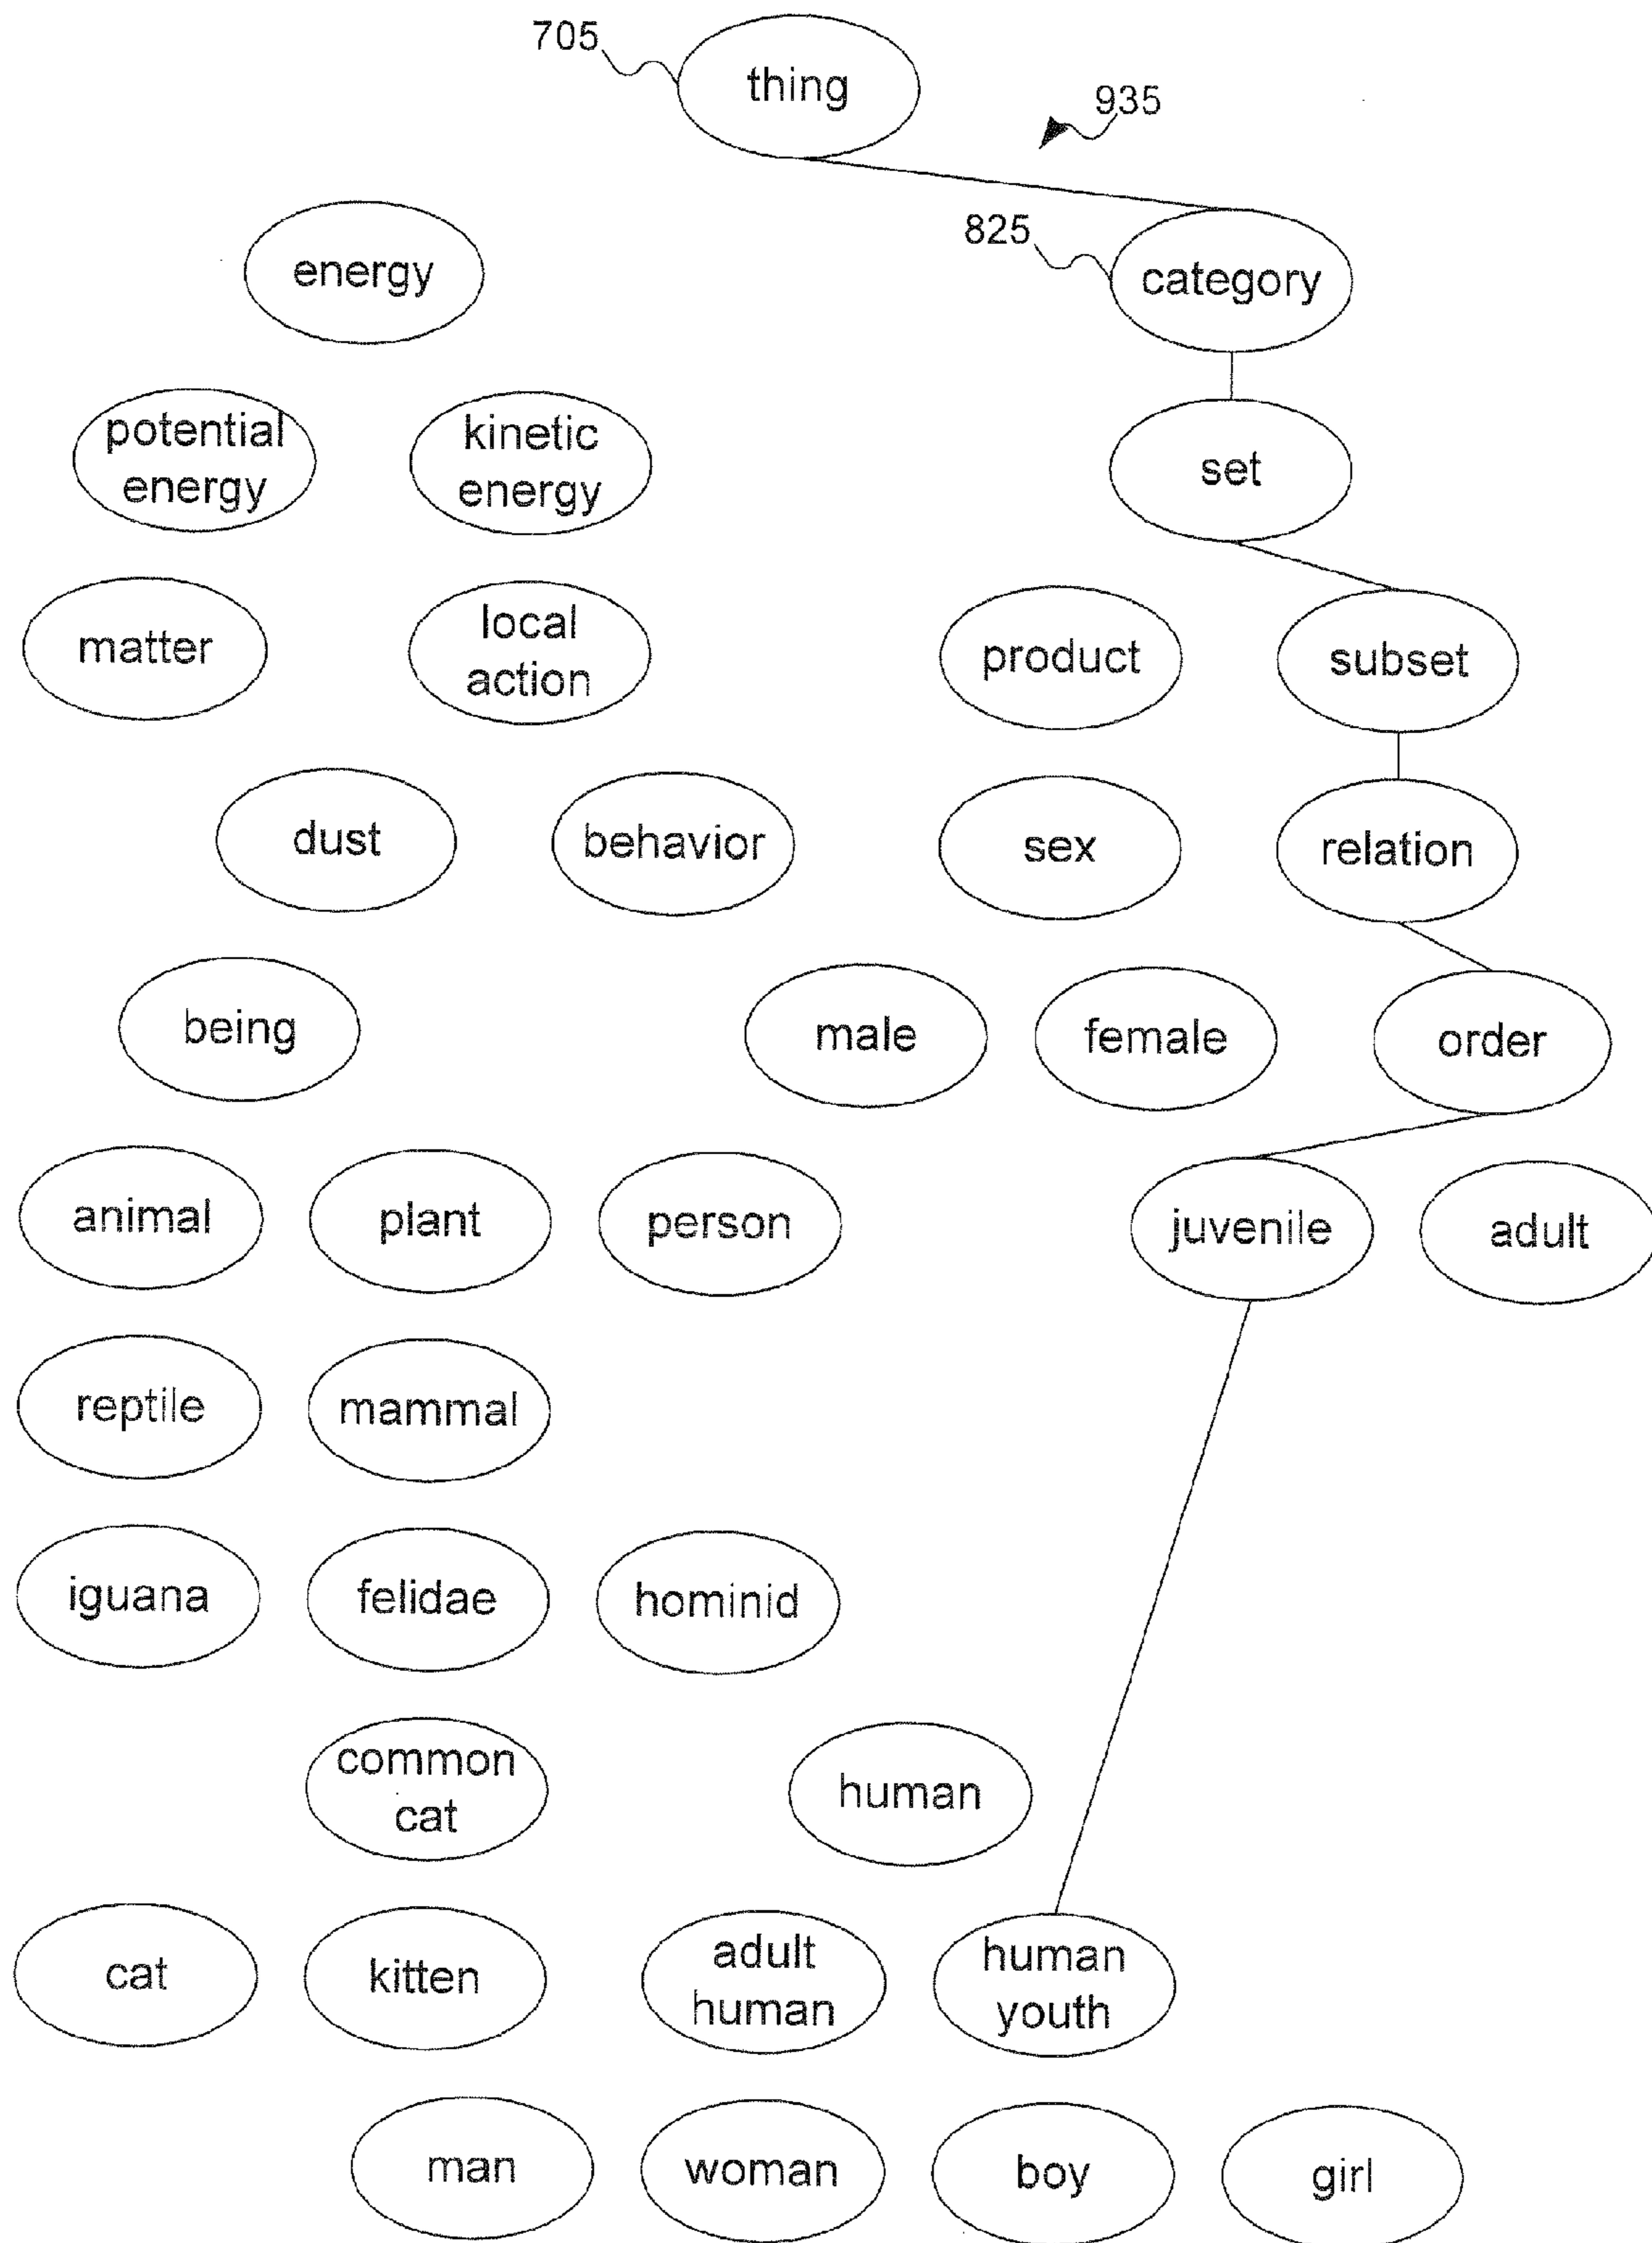 705
thing
935
825
energy
category
potential
energy
kinetic
energy
set
matter
local
action
product
subset
dust
behavior
sex
relation
being
male
female
order
animal
plant
person
juvenile
adult
reptile
mammal
iguana
felidae
hominid
common
cat
human
cat
kitten
adult
human
human
youth
man
woman
boy
girl